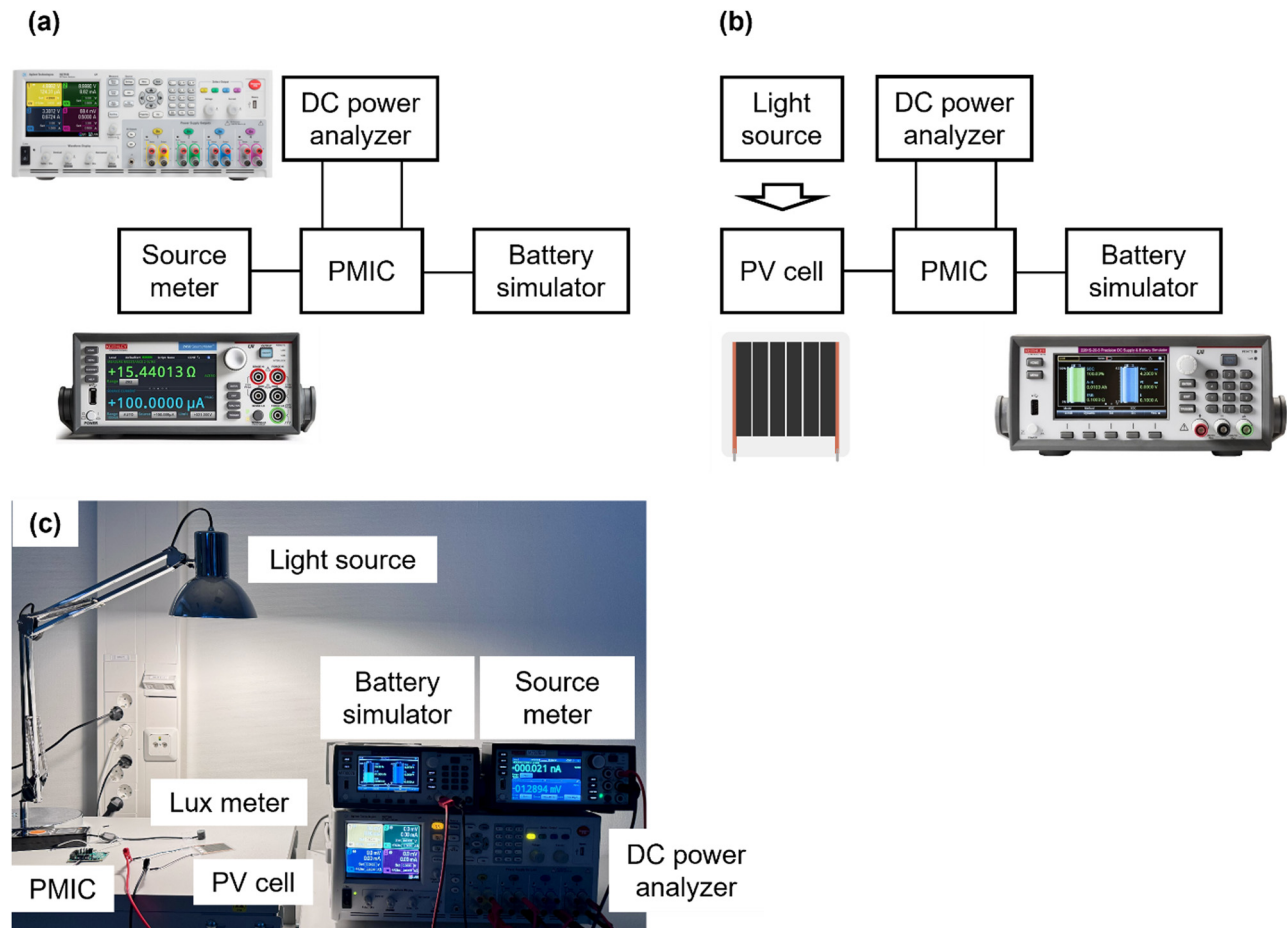 (a)
DC power
analyzer
Source
meter
PMIC
Battery
simulator
+15.44013 Ω
+100.0000 µA
POWER
(b)
Light
source
DC power
analyzer
PV cell
PMIC
Battery
simulator
(c)
Light source
Battery
simulator
Source
meter
+000.021 nA
-01.2894 mV
Lux meter
PMIC
PV cell
DC power
analyzer